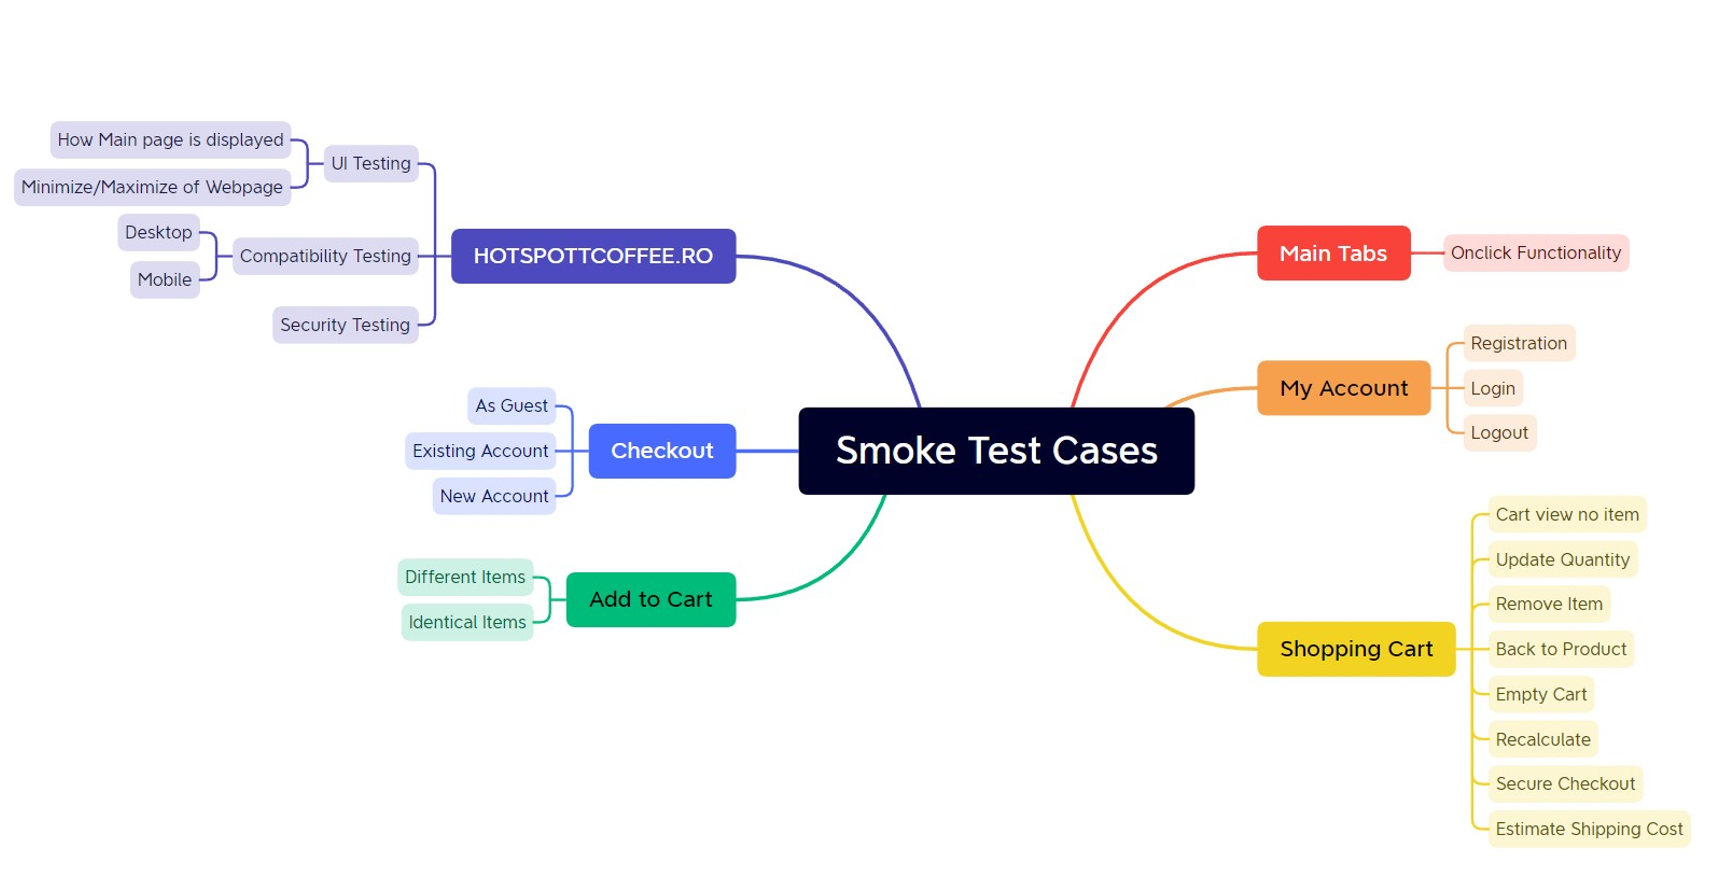 How Main page is displayed
Minimize/Maximize of Webpage
UI Testing
Desktop
Mobile
Compatibility Testing
Security Testing
HOTSPOTTCOFFEE.RO
As Guest
Existing Account
New Account
Checkout
Different Items
Identical Items
Add to Cart
Smoke Test Cases
Main Tabs
Onclick Functionality
My Account
Registration
Login
Logout
Shopping Cart
Cart view no item
Update Quantity
Remove Item
Back to Product
Empty Cart
Recalculate
Secure Checkout
Estimate Shipping Cost